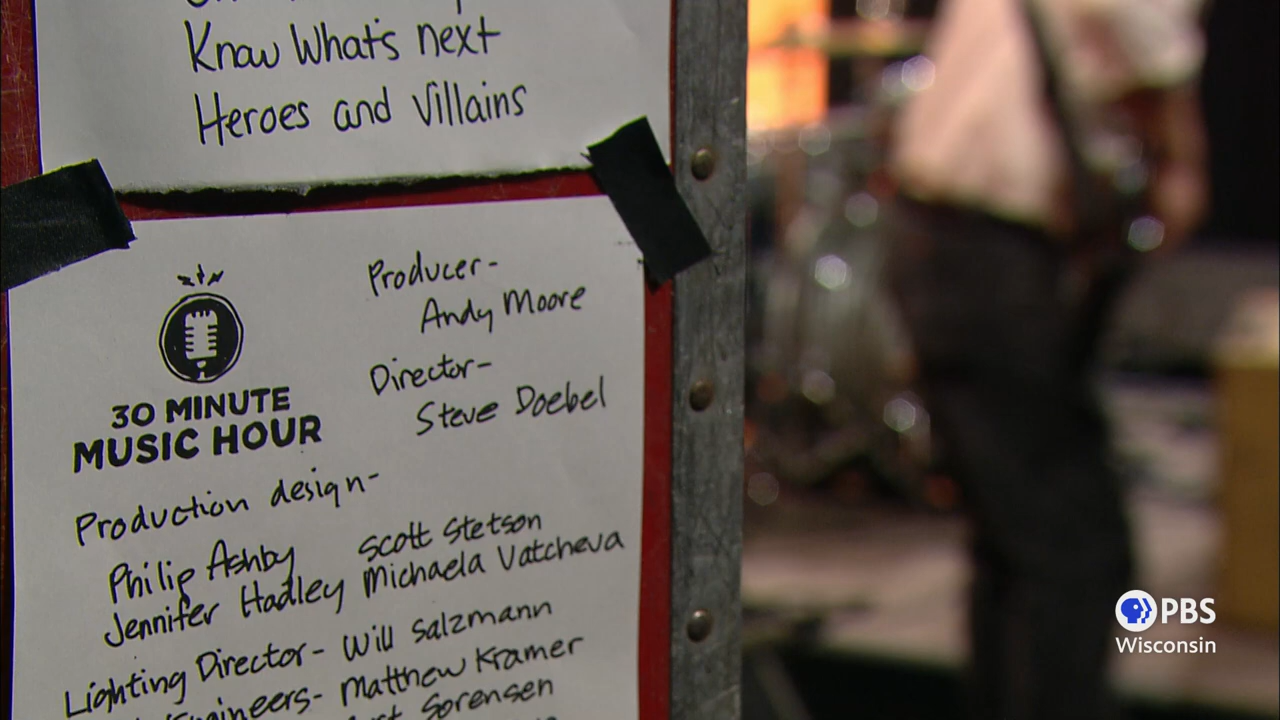 Know What's next
Heroes and Villains
30 MINUTE
MUSIC HOUR
Producer-
Andy Moore
Director-
Steve Doebel
Production design-
Philip Ashby Scott Stetson
Jennifer Hadley Michaela Vatcheva
Lighting Director- Will Salzmann
Engineers- Matthew Kramer
Sorensen
PBS
Wisconsin